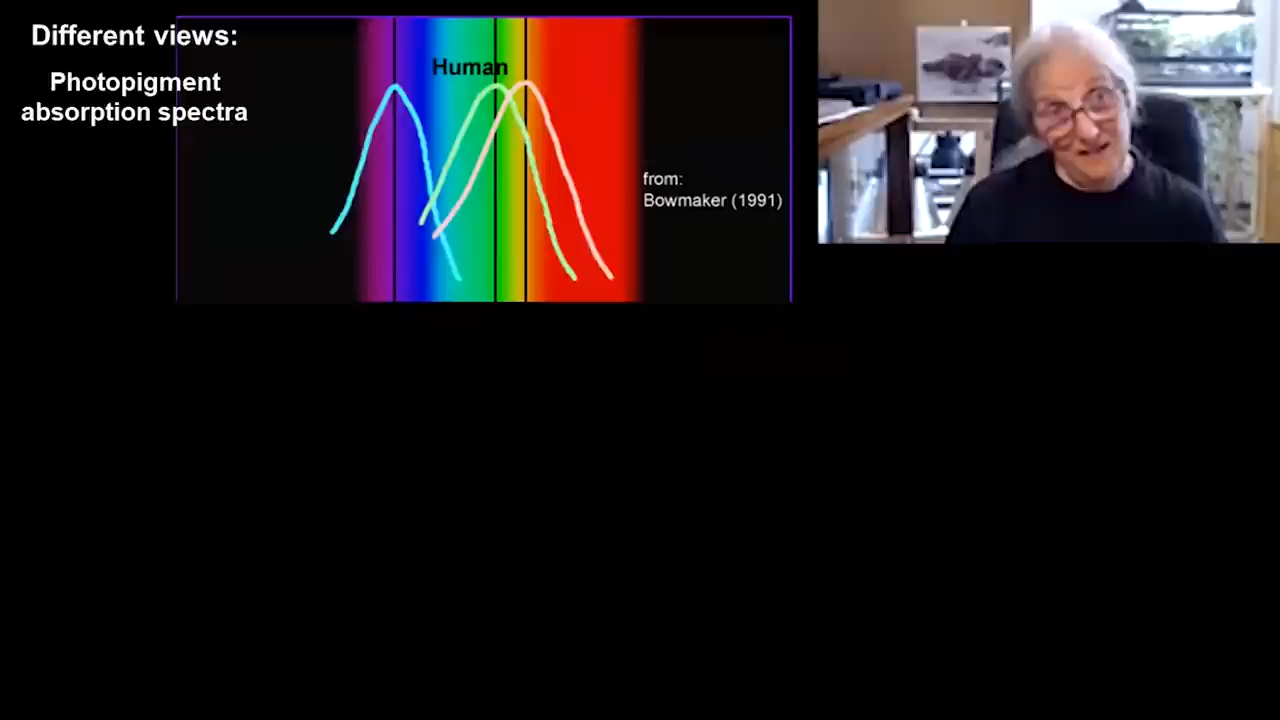 Different views:
Photopigment
absorption spectra
Human
from:
Bowmaker (1991)